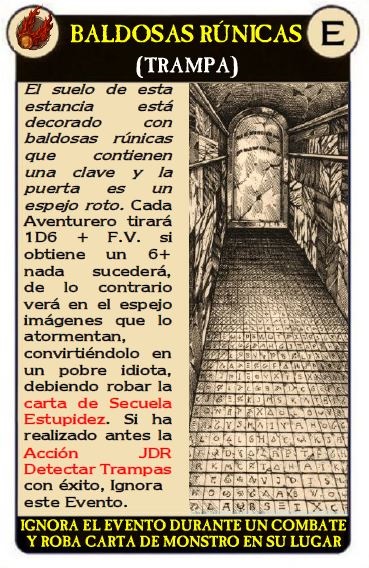 BALDOSAS RÚNICAS
E
(TRAMPA)
El suelo de esta
estancia está
decorado con
baldosas rúnicas
que contienen
una clave y la
puerta es un
espejo roto. Cada
Aventurero tirará
1D6 + F.V. si
obtiene un 6+
nada sucederá,
de lo contrario
verá en el espejo
imágenes que lo
atormentan,
convirtiéndolo en
un pobre idiota,
debiendo robar la
carta de Secuela
Estupidez. Si ha
realizado antes la
Acción JDR
Detectar Trampas
con éxito, Ignora
este Evento.
IGNORA EL EVENTO DURANTE UN COMBATE
Y ROBA CARTA DE MONSTRO EN SU LUGAR